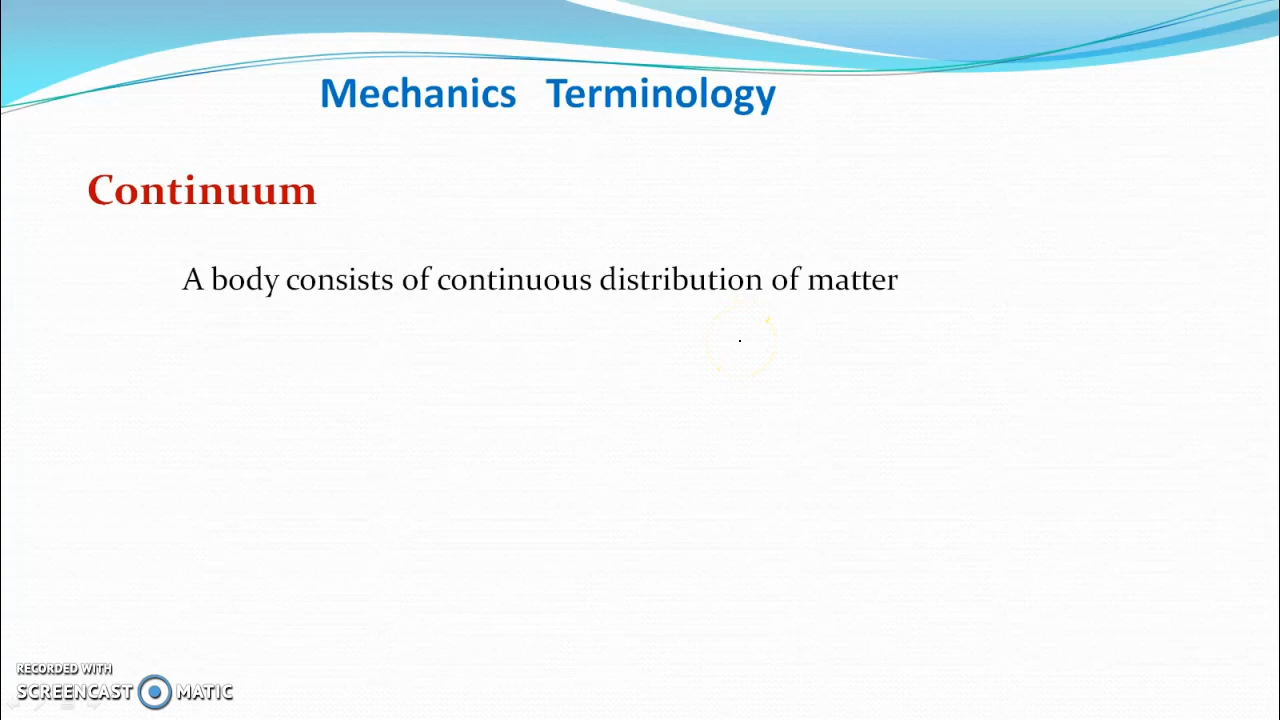 Mechanics Terminology
Continuum
A body consists of continuous distribution of matter
RECORDED WITH
SCREENCAST MATIC